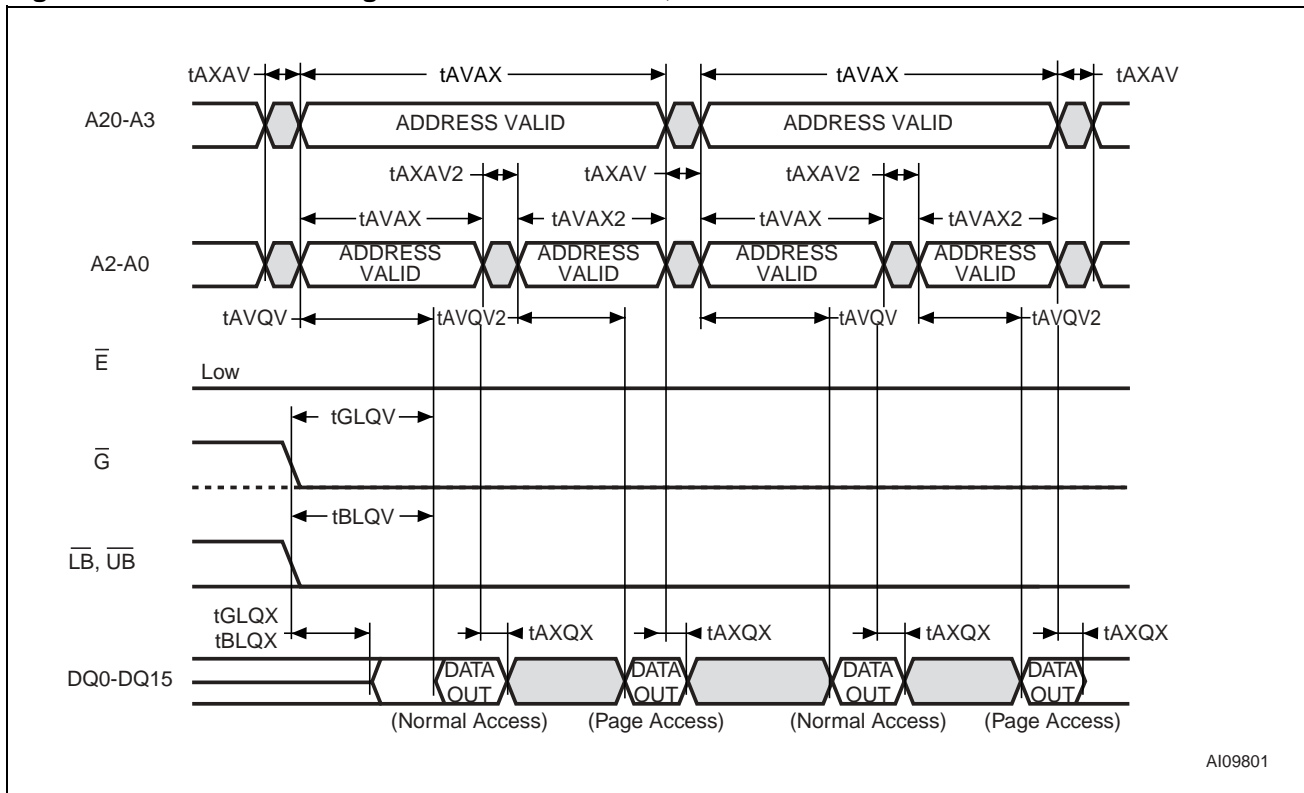 tAXAV tAVAX tAVAX tAXAV
A20-A3 ADDRESS VALID ADDRESS VALID
tAXAV2 tAXAV tAXAV2
tAVAX tAVAX2 tAVAX tAVAX2
A2-A0 ADDRESS VALID ADDRESS VALID ADDRESS VALID ADDRESS VALID
tAVQV tAVQV2 tAVQV tAVQV2
E Low
tGLQV
G
tBLQV
LB, UB
tGLQX
tBLQX tAXQX tAXQX tAXQX tAXQX
DQ0-DQ15 DATA OUT DATA OUT DATA OUT DATA OUT
(Normal Access) (Page Access) (Normal Access) (Page Access)
AI09801